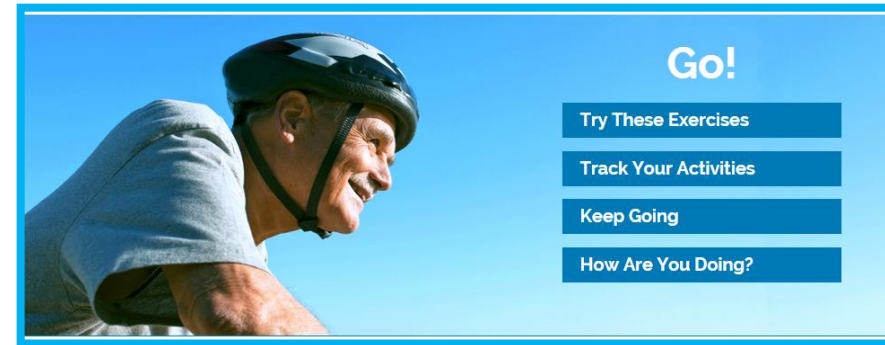 Go!
Try These Exercises
Track Your Activities
Keep Going
How Are You Doing?